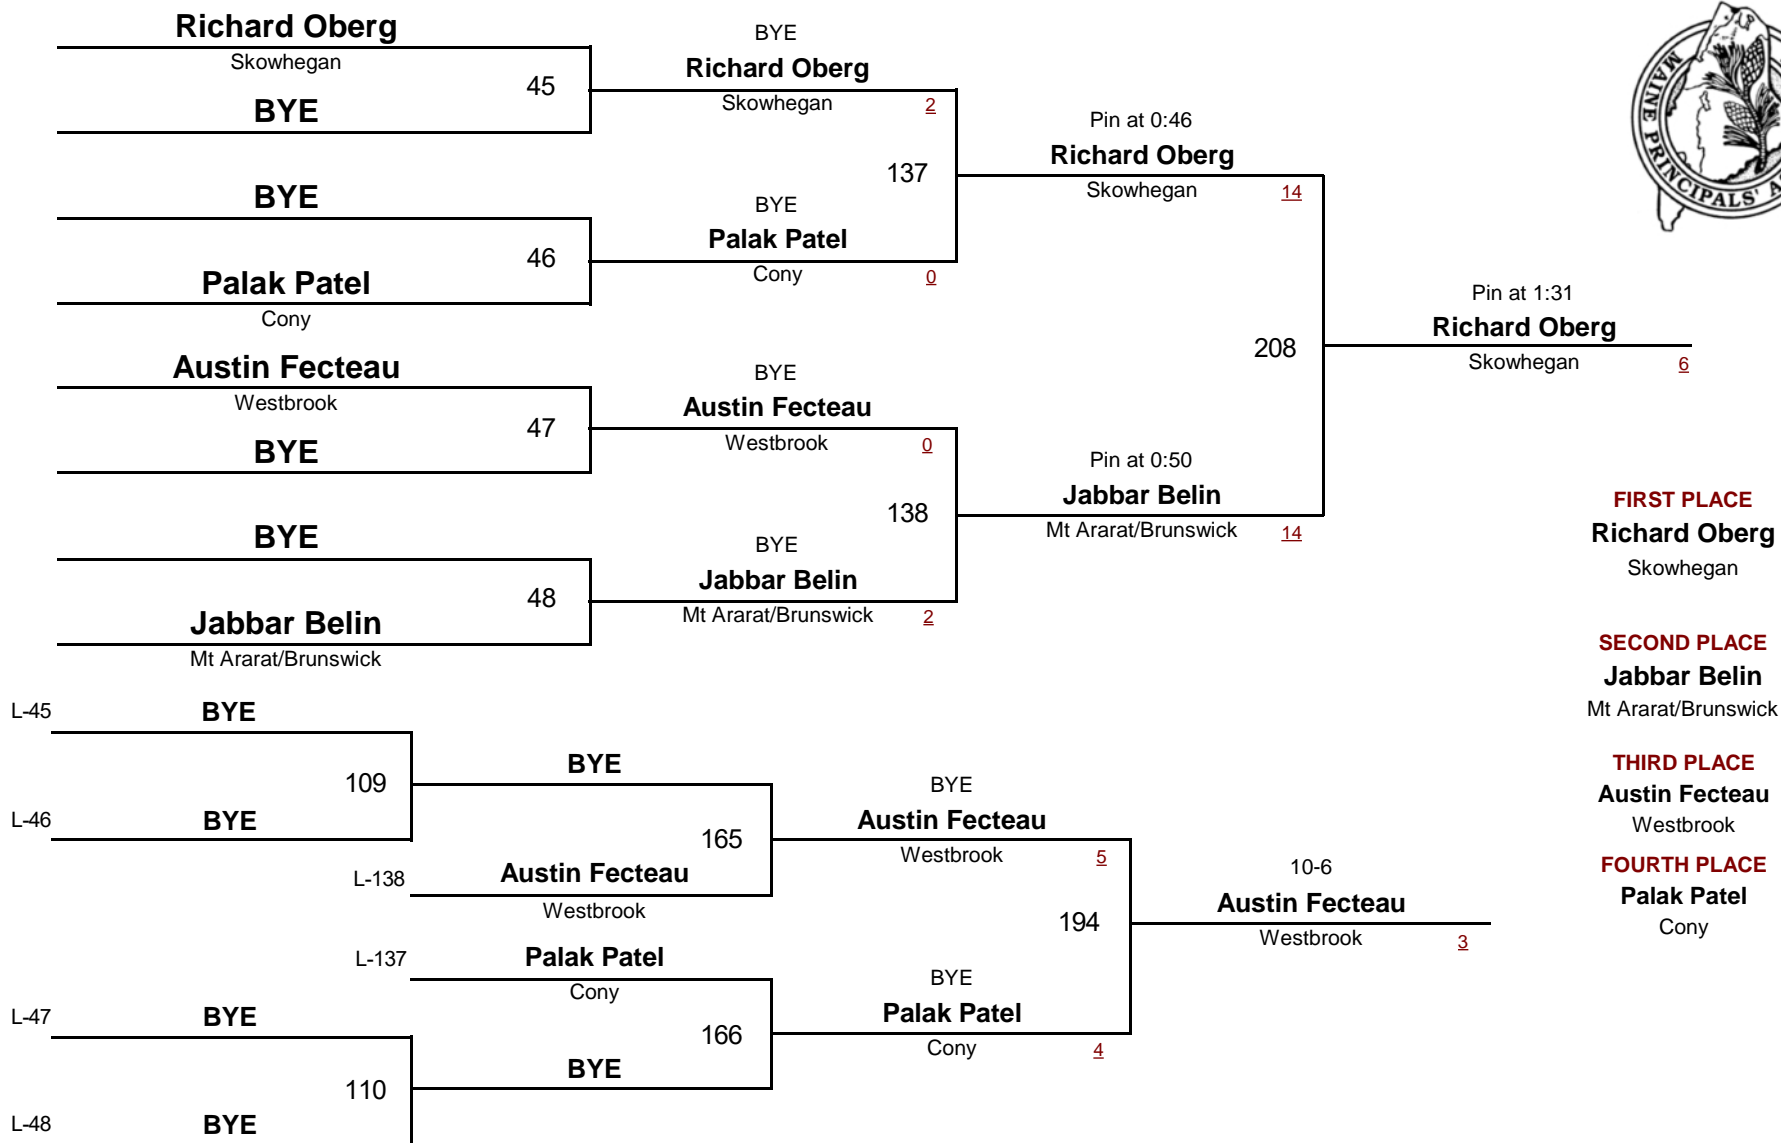 Richard Oberg
Skowhegan
45
BYE
BYE
Richard Oberg
Skowhegan
2
BYE
46
Palak Patel
Cony
137
BYE
Palak Patel
Cony
0
Pin at 0:46
Richard Oberg
Skowhegan
14
Austin Fecteau
Westbrook
47
BYE
BYE
Austin Fecteau
Westbrook
0
BYE
48
Jabbar Belin
Mt Ararat/Brunswick
138
BYE
Jabbar Belin
Mt Ararat/Brunswick
2
Pin at 0:50
Jabbar Belin
Mt Ararat/Brunswick
14
208
Pin at 1:31
Richard Oberg
Skowhegan
6
MAINE PRINCIPALS' A
FIRST PLACE
Richard Oberg
Skowhegan
SECOND PLACE
Jabbar Belin
Mt Ararat/Brunswick
THIRD PLACE
Austin Fecteau
Westbrook
FOURTH PLACE
Palak Patel
Cony
L-45
BYE
109
L-46
BYE
BYE
165
L-138
Austin Fecteau
Westbrook
BYE
Austin Fecteau
Westbrook
5
L-137
Palak Patel
Cony
166
BYE
L-47
BYE
110
L-48
BYE
194
BYE
Palak Patel
Cony
4
10-6
Austin Fecteau
Westbrook
3